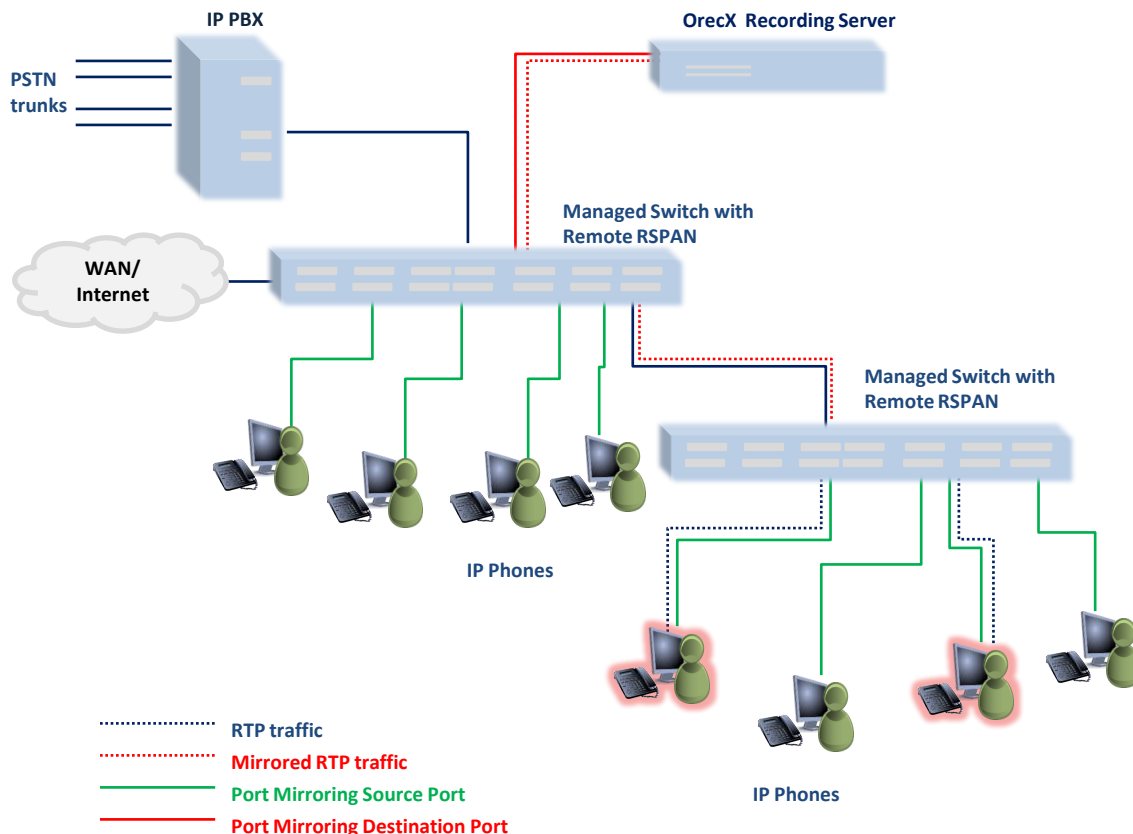 IP PBX
OrecX  Recording Server
PSTN
trunks
Managed Switch with
Remote RSPAN
WAN/
Internet
Managed Switch with
Remote RSPAN
IP Phones
RTP traffic
Mirrored RTP traffic
Port Mirroring Source Port
Port Mirroring Destination Port
IP Phones